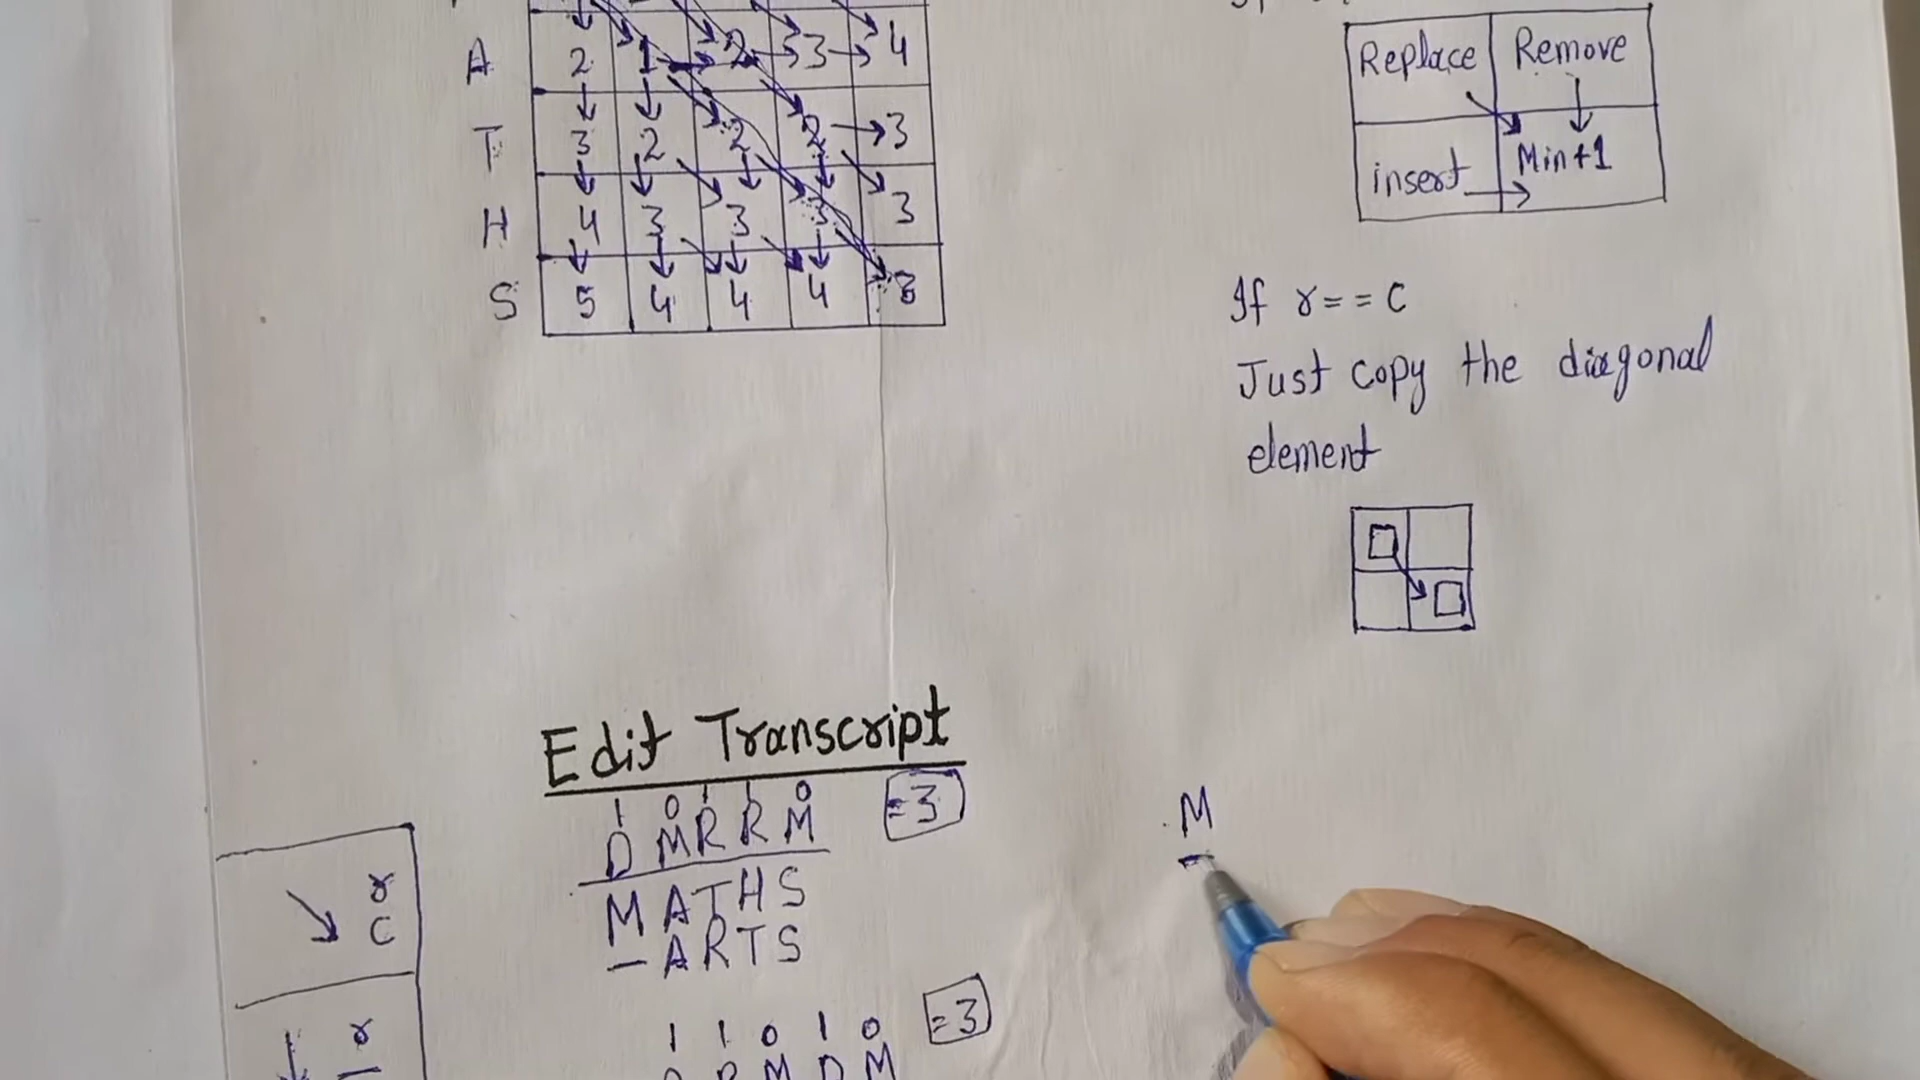 A 2 1 2 3 4
T 3 2 2 2 3
H 4 3 3 3 3
S 5 4 4 4 3
Replace Remove
insert Min+1
If r==C
Just copy the diagonal
element
Edit Transcript
1 0 1 1 0 =3
D M R R M
M A T H S
– A R T S
r
C
r
–
1 1 0 1 0 =3
R M D M
M
–